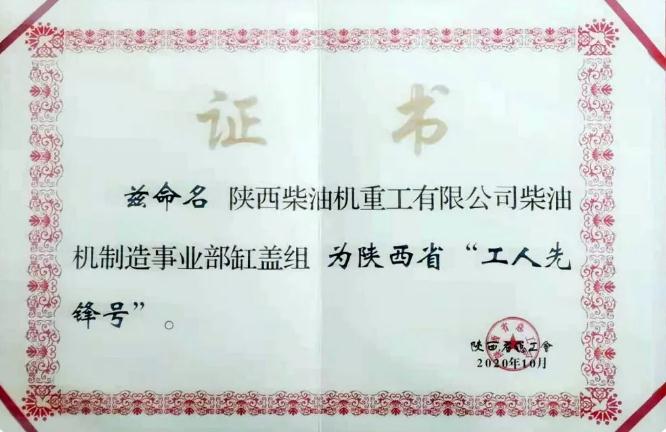 证 书
兹命名 陕西柴油机重工有限公司柴油
机制造事业部缸盖组 为陕西省“工人先
锋号”。
陕西省总工會
2020年10月